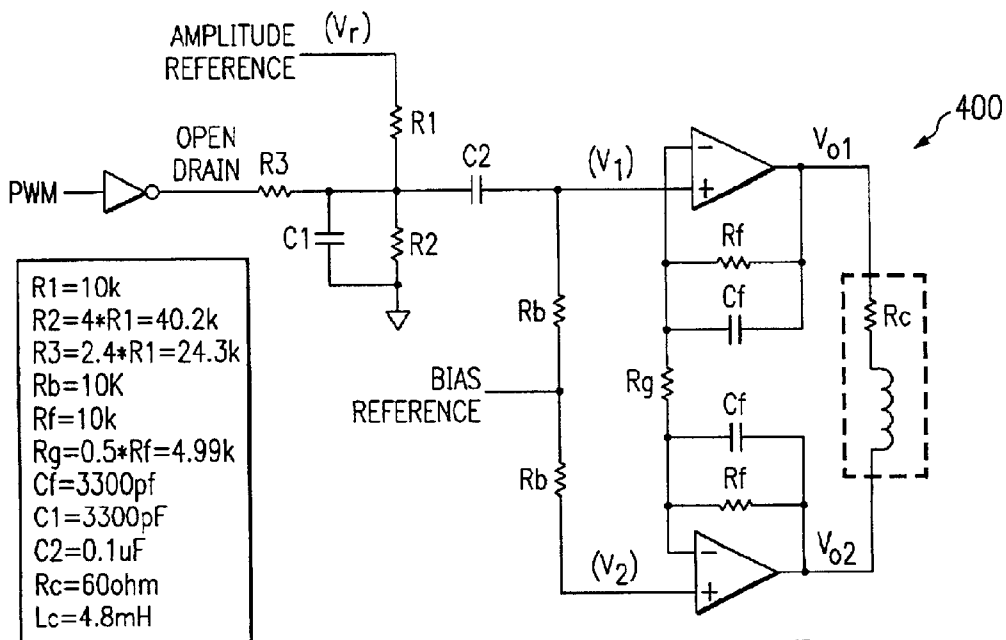 AMPLITUDE
REFERENCE
(Vr)
R1
400
OPEN
DRAIN
R3
C2
(V1)
Vo1
PWM
C1
R2
Rf
Cf
Rc
Rb
BIAS
REFERENCE
Rg
Cf
Rf
Rb
(V2)
Vo2
R1=10k
R2=4*R1=40.2k
R3=2.4*R1=24.3k
Rb=10K
Rf=10k
Rg=0.5*Rf=4.99k
Cf=3300pf
C1=3300pF
C2=0.1uF
Rc=60ohm
Lc=4.8mH